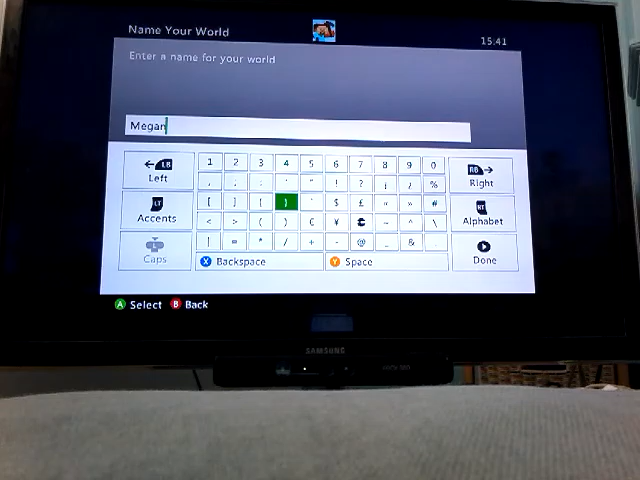 Name Your World
15:41
Enter a name for your world
Megan
LB
Left
1 2 3 4 5 6 7 8 9 0
RB
Right
, ; : ' " ! ? ¡ ¿ %
LT
Accents
[ ] { } ` $ £ « » #
RT
Alphabet
< > ( ) € ¥ ~ ^ \
L
Caps
| = * / + - @ _ & .
Done
X Backspace
Y Space
A Select B Back
SAMSUNG